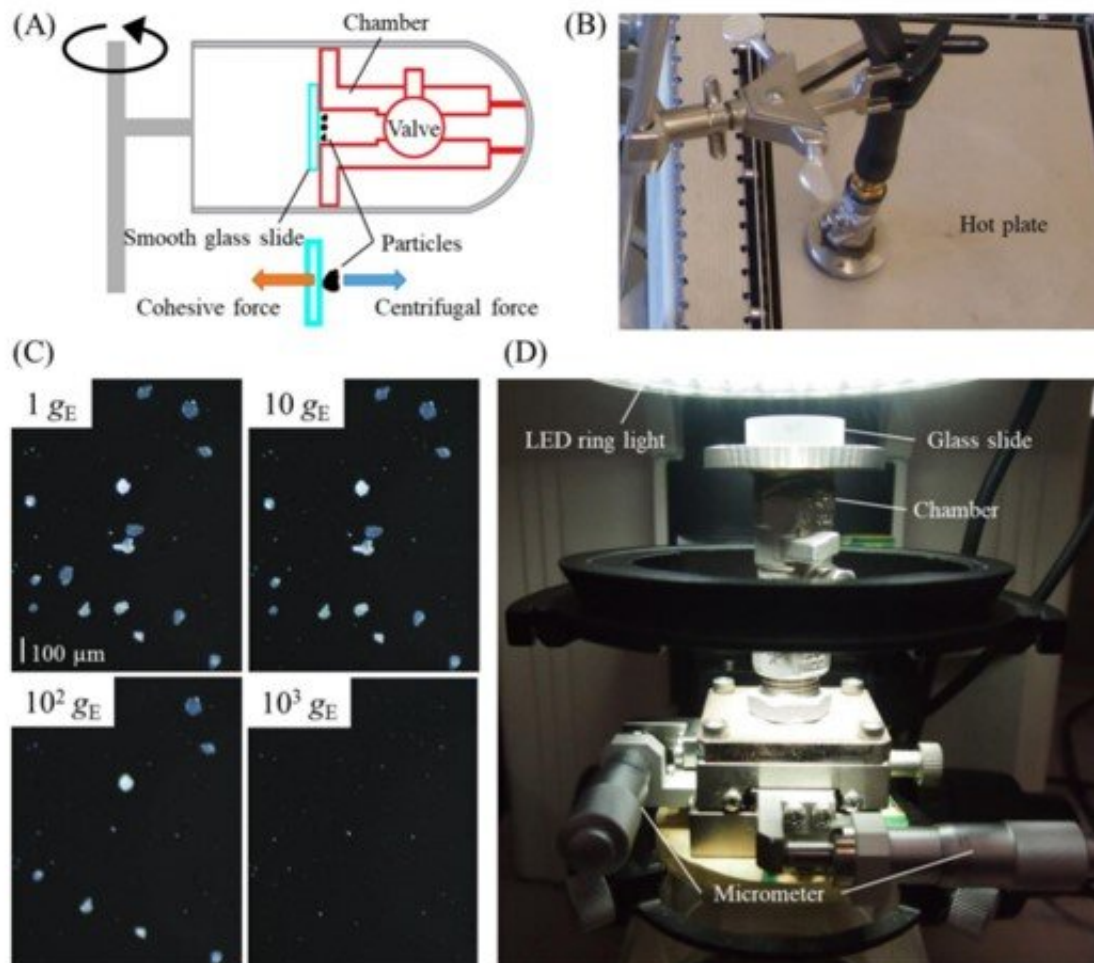 (A)
Chamber
Valve
Smooth glass slide
Particles
Cohesive force
Centrifugal force
(B)
Hot plate
(C)
1 gE
10 gE
100 μm
10² gE
10³ gE
(D)
LED ring light
Glass slide
Chamber
Micrometer